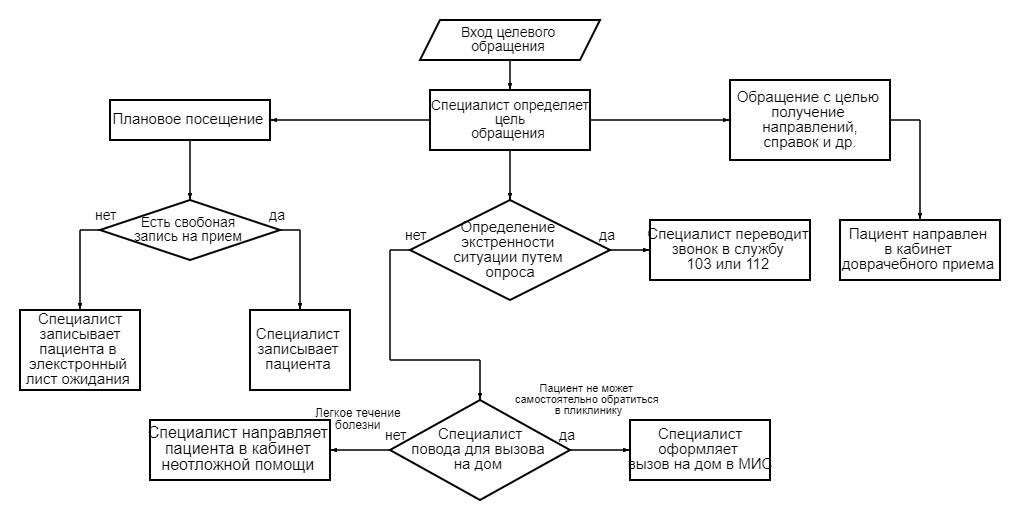 Вход целевого
обращения
Специалист определяет
цель
обращения
Плановое посещение
Обращение с целью
получение
направлений,
справок и др.
нет
Есть свобоная
запись на прием
да
нет
Определение
экстренности
ситуации путем
опроса
да
Специалист переводит
звонок в службу
103 или 112
Пациент направлен
в кабинет
доврачебного приема
Специалист
записывает
пациента в
элекстронный
лист ожидания
Специалист
записывает
пациента
Легкое течение
болезни
нет
Специалист направляет
пациента в кабинет
неотложной помощи
Специалист
повода для вызова
на дом
Пациент не может
самостоятельно обратиться
в пликлинику
да
Специалист
оформляет
вызов на дом в МИС